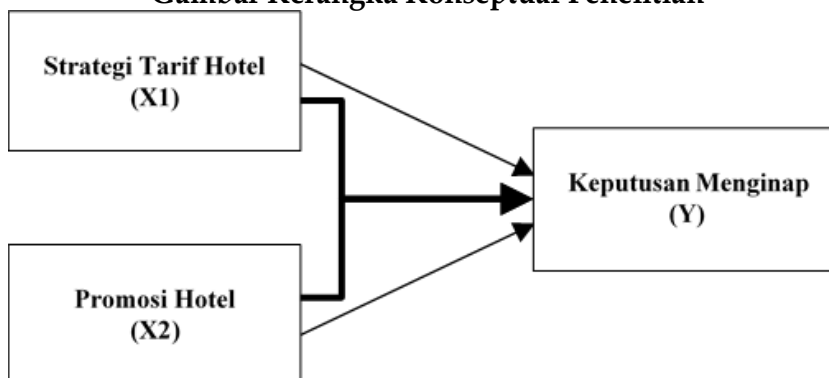 Gambar Kerangka Konseptual Penelitian
Strategi Tarif Hotel
(X1)
Keputusan Menginap
(Y)
Promosi Hotel
(X2)